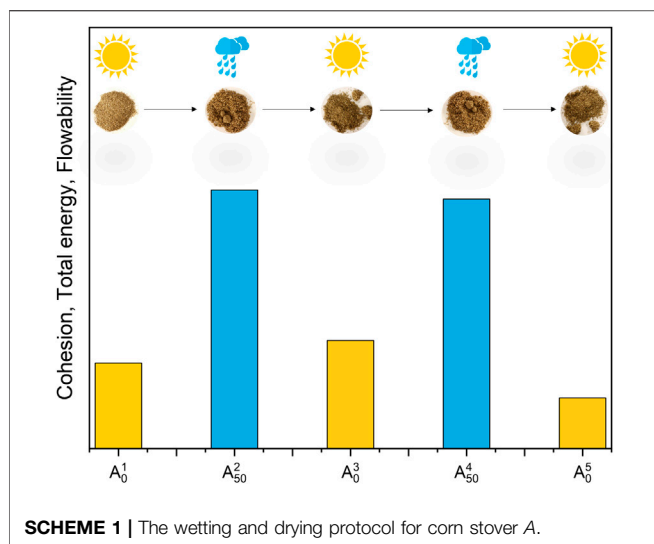 Cohesion, Total energy, Flowability
A₀¹ A₅₀² A₀³ A₅₀⁴ A₀⁵
SCHEME 1 | The wetting and drying protocol for corn stover A.